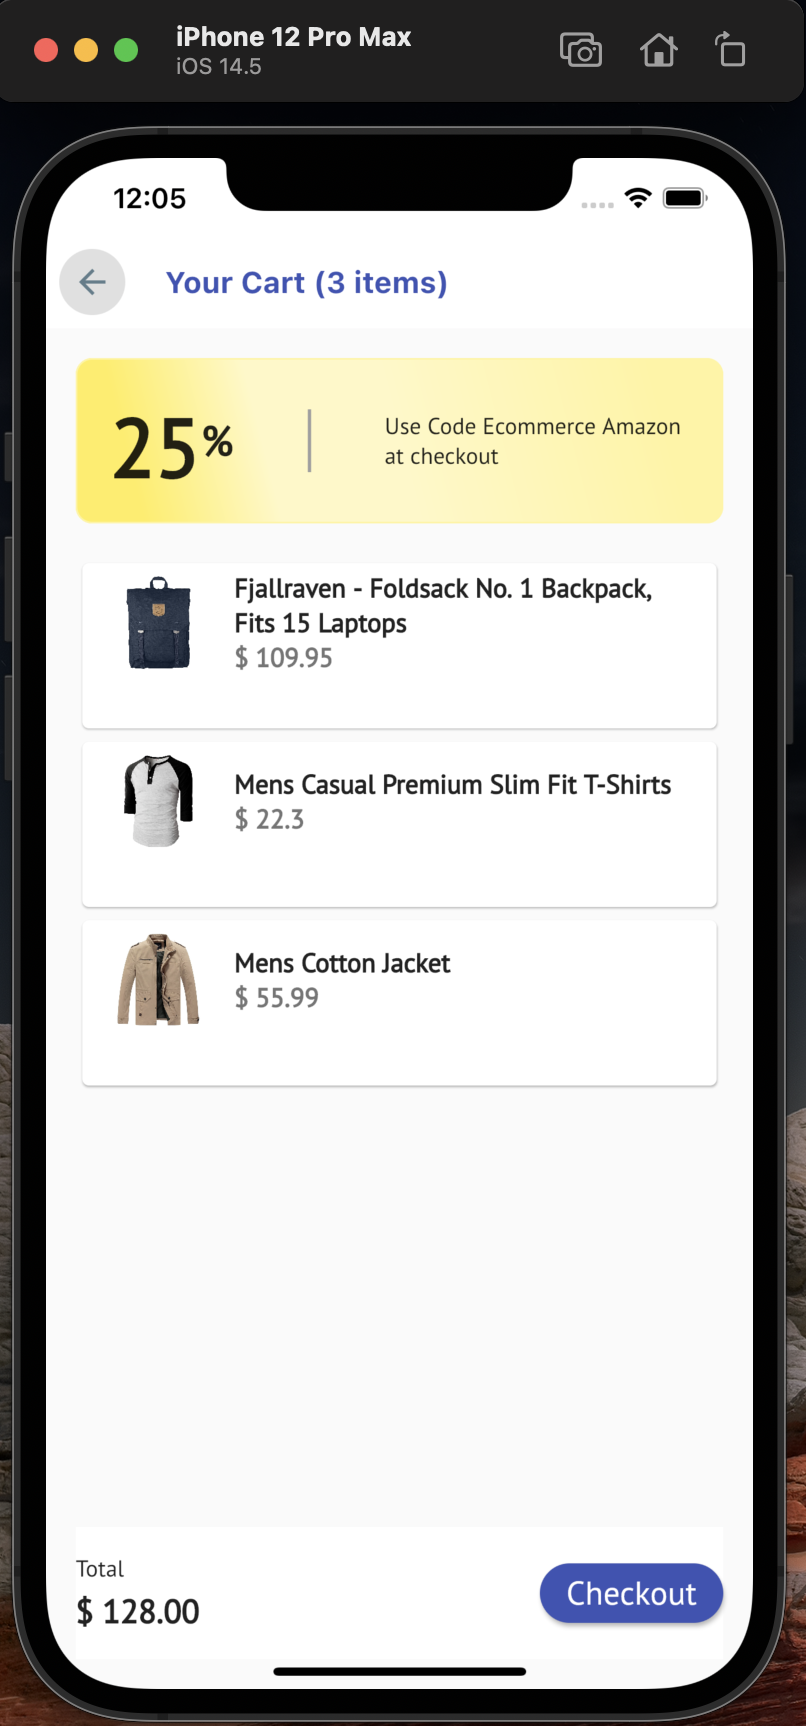 iPhone 12 Pro Max
iOS 14.5
12:05
Your Cart (3 items)
25%
Use Code Ecommerce Amazon
at checkout
Fjallraven - Foldsack No. 1 Backpack,
Fits 15 Laptops
$ 109.95
Mens Casual Premium Slim Fit T-Shirts
$ 22.3
Mens Cotton Jacket
$ 55.99
Total
$ 128.00
Checkout